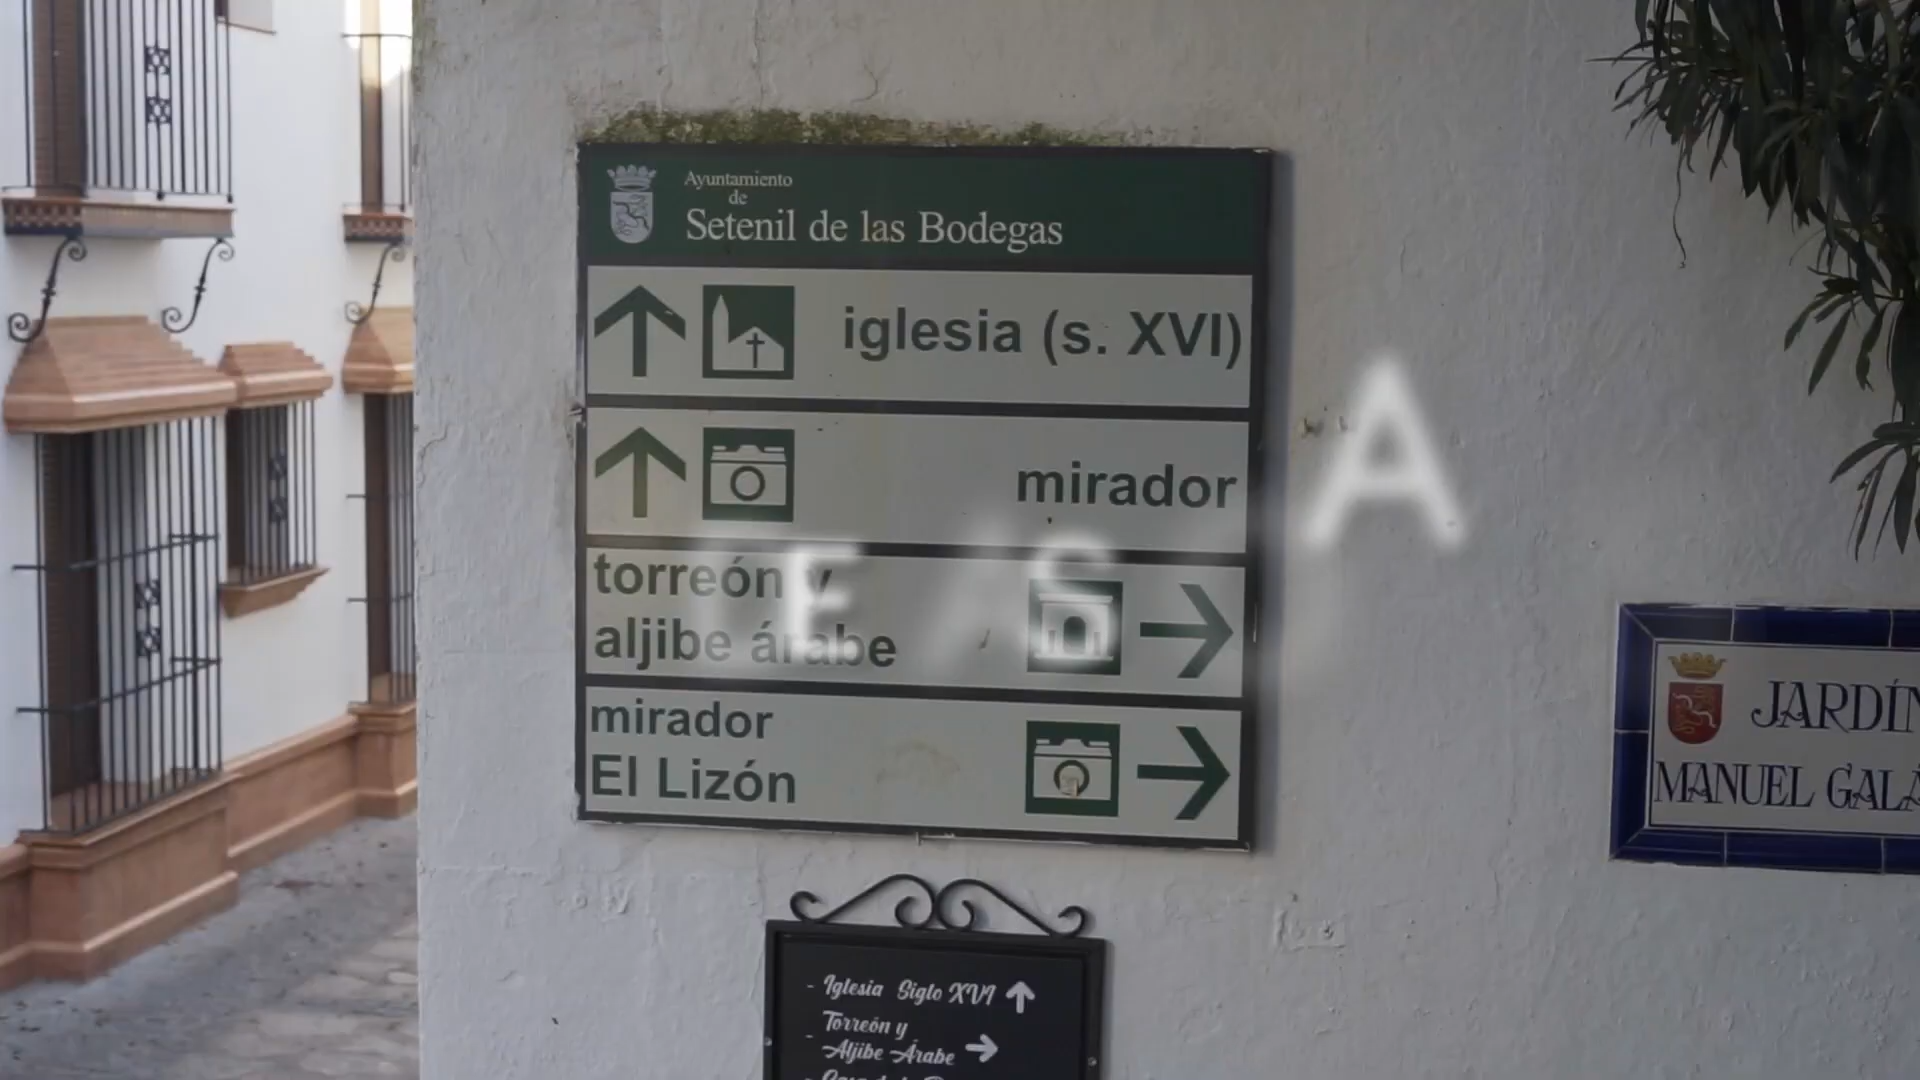 Ayuntamiento
de
Setenil de las Bodegas
iglesia (s. XVI)
mirador
torreón y
aljibe árabe
mirador
El Lizón
A
E
S
JARDÍN
MANUEL GALÁ
- Iglesia Siglo XVI
- Torreón y
Aljibe Árabe